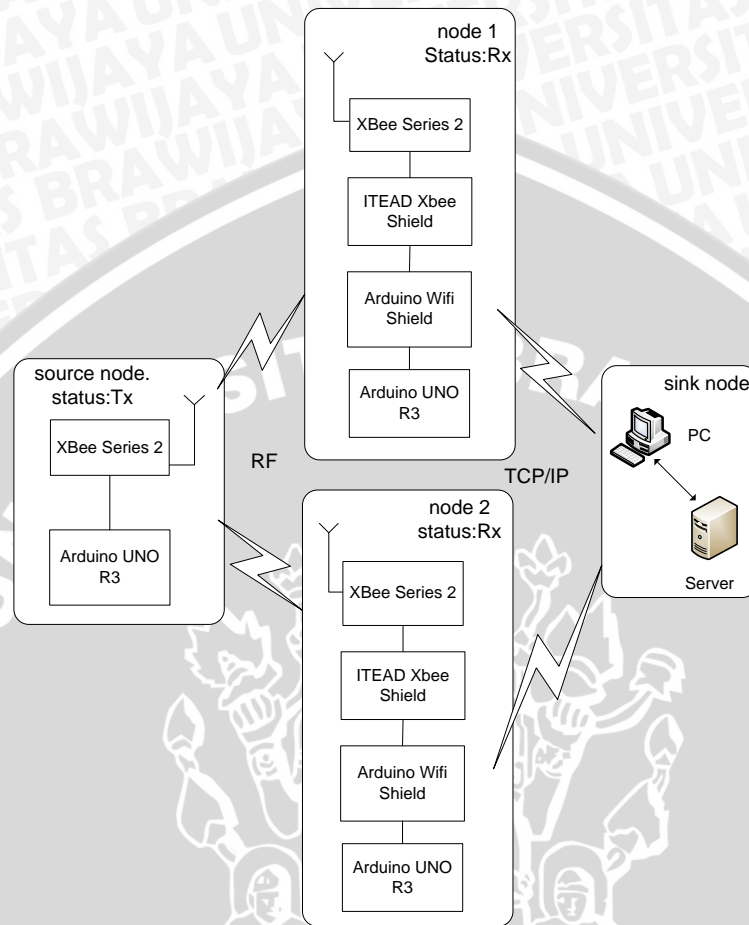 node 1
Status:Rx
XBee Series 2
ITEAD Xbee
Shield
Arduino Wifi
Shield
Arduino UNO
R3
source node.
status:Tx
XBee Series 2
Arduino UNO
R3
RF
TCP/IP
sink node
PC
Server
node 2
status:Rx
XBee Series 2
ITEAD Xbee
Shield
Arduino Wifi
Shield
Arduino UNO
R3